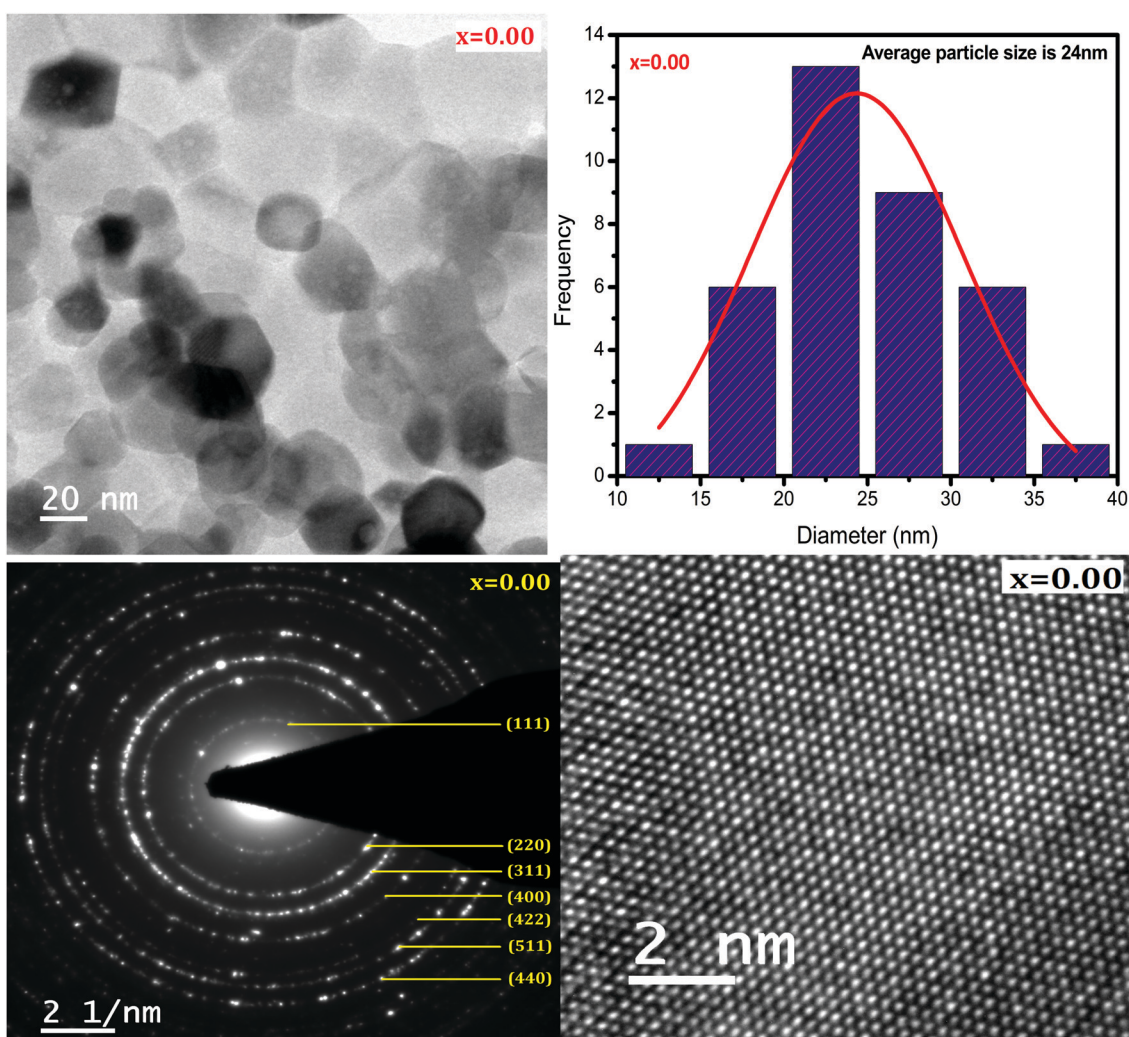 x=0.00
20 nm
x=0.00
Average particle size is 24nm
Frequency
14
12
10
8
6
4
2
0
10 15 20 25 30 35 40
Diameter (nm)
x=0.00
(111)
(220)
(311)
(400)
(422)
(511)
(440)
2 1/nm
x=0.00
2 nm